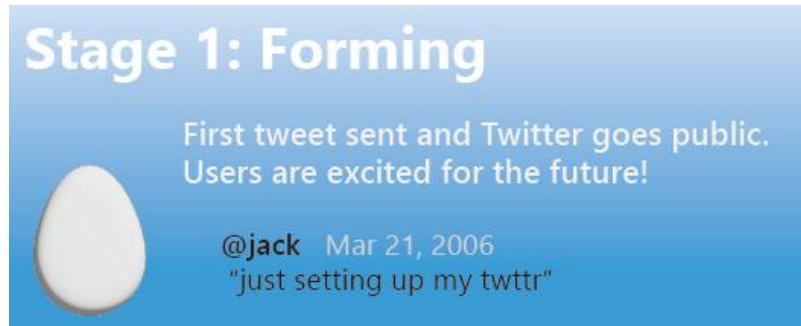 Stage 1: Forming
First tweet sent and Twitter goes public.
Users are excited for the future!
@jack Mar 21, 2006
“just setting up my twttr”